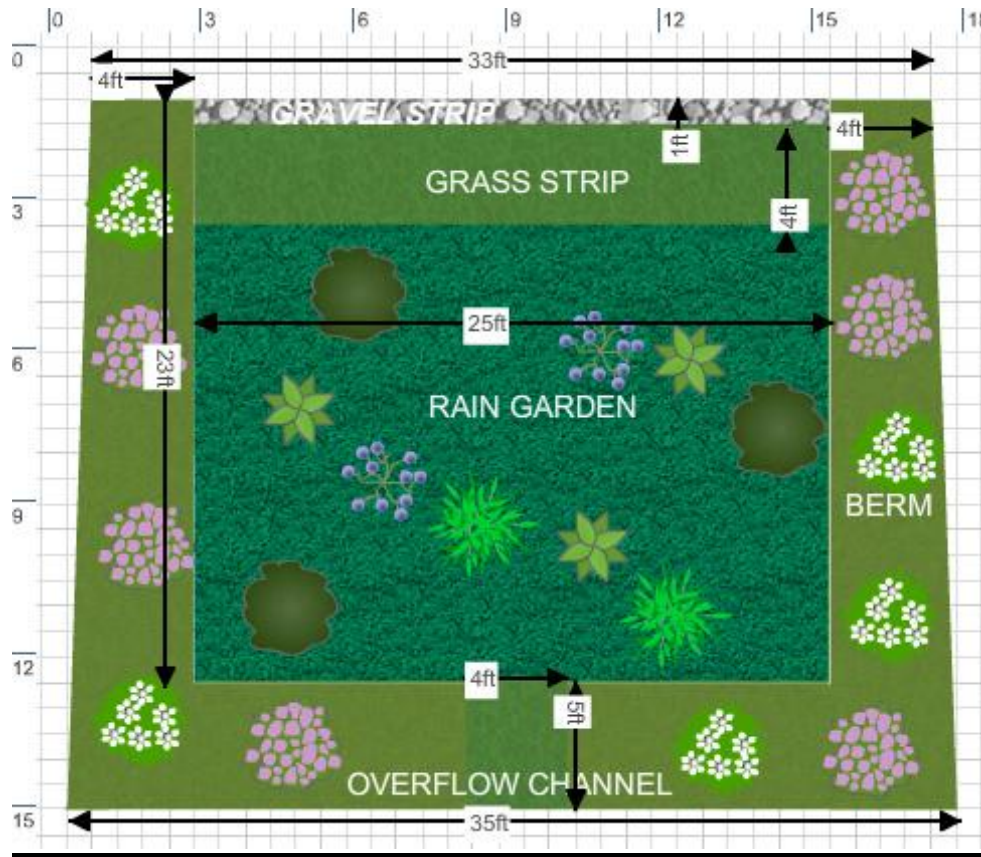 0 3 6 9 12 15 18
0
33ft
4ft
GRAVEL STRIP
1ft
4ft
GRASS STRIP
3
4ft
25ft
6
23ft
RAIN GARDEN
9
BERM
12
4ft
5ft
OVERFLOW CHANNEL
15
35ft